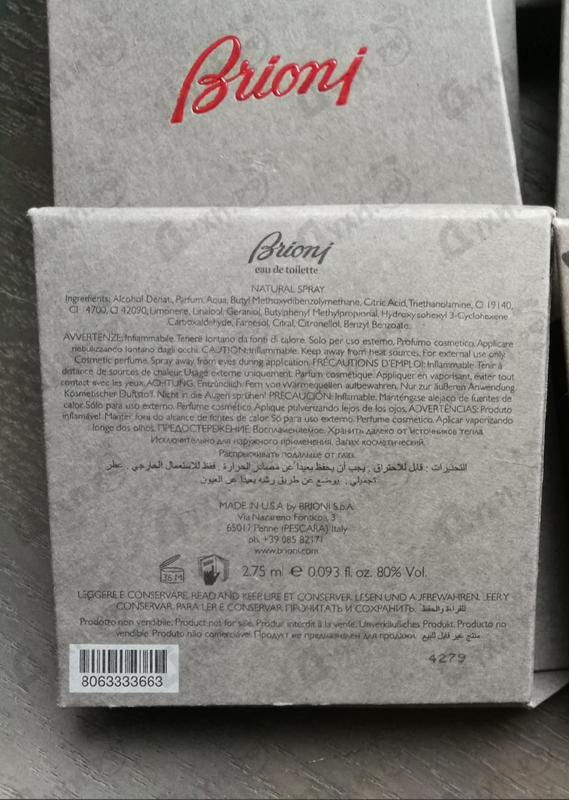 Brioni
Brioni
eau de toilette
NATURAL SPRAY
Ingredients: Alcohol Denat., Parfum, Aqua, Butyl Methoxydibenzolymethane, Citric Acid, Triethanolamine, CI 19140,
CI 14700, CI 42090, Limonene, Linalool, Geraniol, Butylphenyl Methylpropional, Hydroxysohexyl 3-Cyclohexene
Carboxaldehyde, Farnesol, Citral, Citronellol, Benzyl Benzoate.
AVVERTENZE: Infiammabile. Tenere lontano da fonti di calore. Solo per uso esterno. Profumo cosmetico. Applicare
nebulizzando lontano dagli occhi. CAUTION: Inflammable. Keep away from heat sources. For external use only.
Cosmetic perfume. Spray away from eyes during application. PRÉCAUTIONS D'EMPLOI: Inflammable. Tenir à
distance de sources de chaleur. Usage externe uniquement. Parfum cosmétique. Appliquer en vaporisant, éviter tout
contact avec les yeux. ACHTUNG: Entzündlich. Fern von Wärmequellen aufbewahren. Nur zur äußeren Anwendung.
Kosmetischer Duftstoff. Nicht in die Augen sprühen! PRECAUCIÓN: Inflamable. Manténgase alejaco de fuentes de
calor. Sólo para uso externo. Perfume cosmético. Aplique pulverizando lejos de los ojos. ADVERTÊNCIAS: Produto
inflamável. Manter fora do alcance de fontes de calor. Só para uso externo. Perfume cosmetico. Aplicar vaporizando
longe dos olhos. ПРЕДОСТЕРЕЖЕНИЕ: Воспламеняемое. Хранить далеко от источников тепла.
Исключительно для наружного применения. Запах косметический.
Распрыскивать подальше от глаз.
التحذيرات : قابل للاحتراق . يجب أن يحفظ بعيدا عن مصادر الحرارة . فقط للاستعمال الخارجي . عطر
تجميلي . يوضع عن طريق رشه بعيدا عن العيون
MADE IN U.S.A. by BRIONI S.p.A.
Via Nazareno Fonticoa, 3
65017 Penne (PESCARA) Italy
ph. +39 085 82171
www.brioni.com
36 M 2.75 ml e 0.093 fl. oz. 80% Vol.
LEGGERE E CONSERVARE. READ AND KEEP. LIRE ET CONSERVER. LESEN UND AUFBEWAHREN. LEER Y
CONSERVAR. PARA LER E CONSERVAR. ПРОЧИТАТЬ И СОХРАНИТЬ. للقراءة والحفظ
Prodotto non vendibile. Product not for sale. Produit interdit à la vente. Unverkäufliches Produkt. Producto no
vendible. Produto não comerciável. Продукт не предназначен для продажи. منتج غير قابل للبيع
4279
8063333663